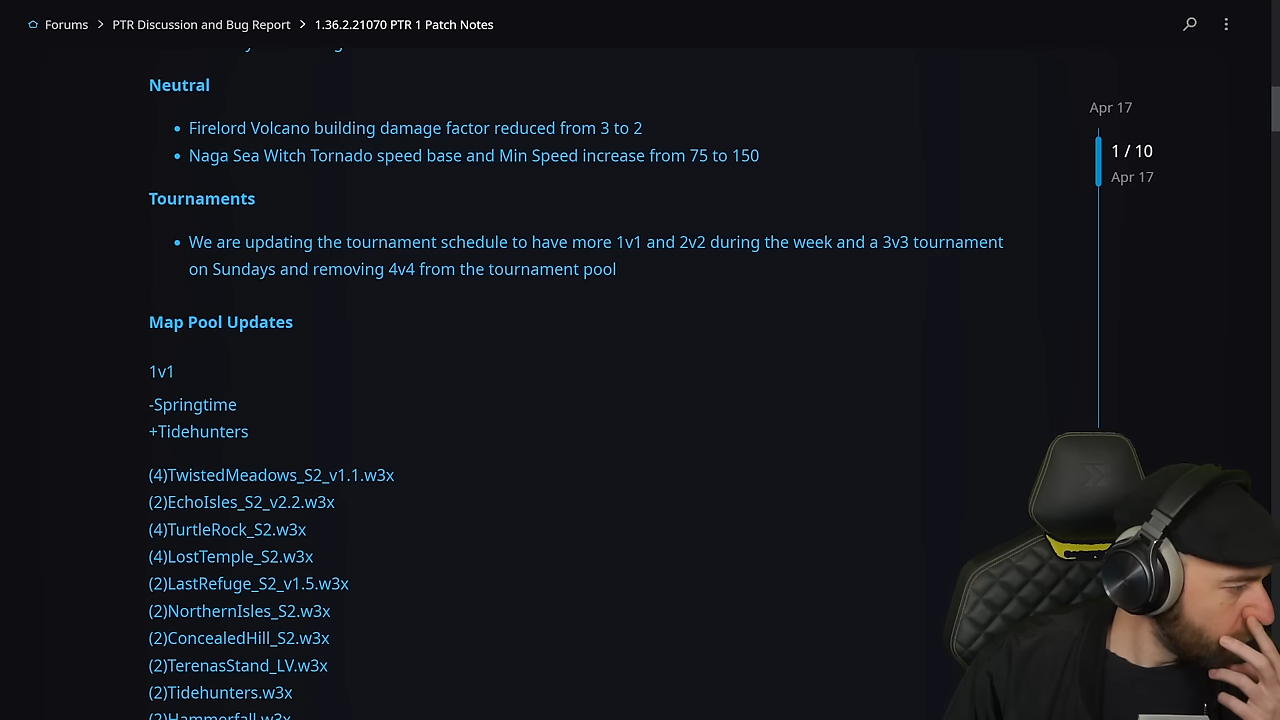 Forums > PTR Discussion and Bug Report > 1.36.2.21070 PTR 1 Patch Notes
Neutral
• Firelord Volcano building damage factor reduced from 3 to 2
• Naga Sea Witch Tornado speed base and Min Speed increase from 75 to 150
Tournaments
• We are updating the tournament schedule to have more 1v1 and 2v2 during the week and a 3v3 tournament
on Sundays and removing 4v4 from the tournament pool
Map Pool Updates
1v1
-Springtime
+Tidehunters
(4)TwistedMeadows_S2_v1.1.w3x
(2)EchoIsles_S2_v2.2.w3x
(4)TurtleRock_S2.w3x
(4)LostTemple_S2.w3x
(2)LastRefuge_S2_v1.5.w3x
(2)NorthernIsles_S2.w3x
(2)ConcealedHill_S2.w3x
(2)TerenasStand_LV.w3x
(2)Tidehunters.w3x
(2)Hammerfall.w3x
Apr 17
1 / 10
Apr 17